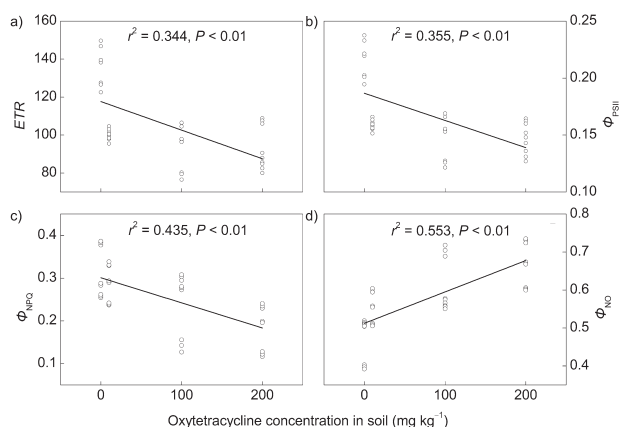 a)
r² = 0.344, P < 0.01
160
140
120
100
80
ETR
b)
r² = 0.355, P < 0.01
0.25
0.20
0.15
0.10
Φ_PSII
c)
r² = 0.435, P < 0.01
0.4
0.3
0.2
0.1
Φ_NPQ
d)
r² = 0.553, P < 0.01
0.8
0.7
0.6
0.5
0.4
Φ_NO
0 100 200
0 100 200
Oxytetracycline concentration in soil (mg kg⁻¹)